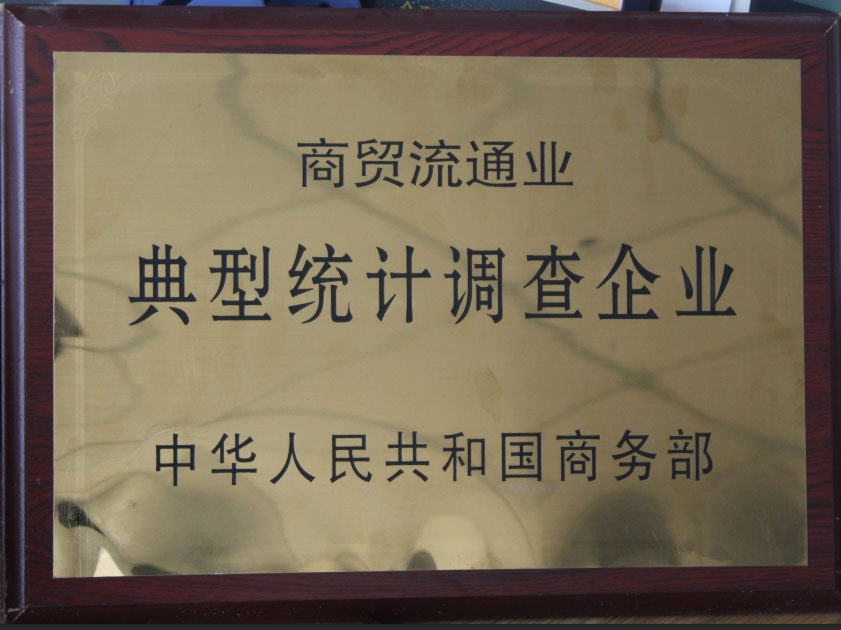 商贸流通业
典型统计调查企业
中华人民共和国商务部